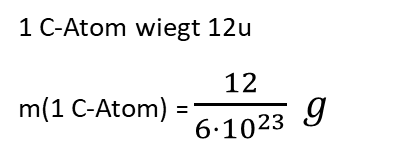 1 C-Atom wiegt 12u
m(1 C-Atom) = 12/(6·10²³) g